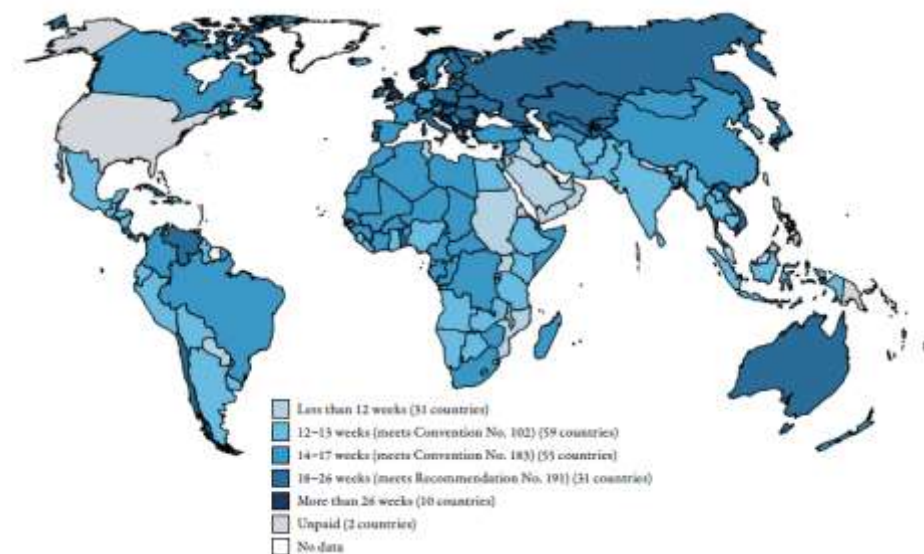 Less than 12 weeks (31 countries)
12–13 weeks (meets Convention No. 102) (59 countries)
14–17 weeks (meets Convention No. 183) (55 countries)
18–26 weeks (meets Recommendation No. 191) (31 countries)
More than 26 weeks (10 countries)
Unpaid (2 countries)
No data